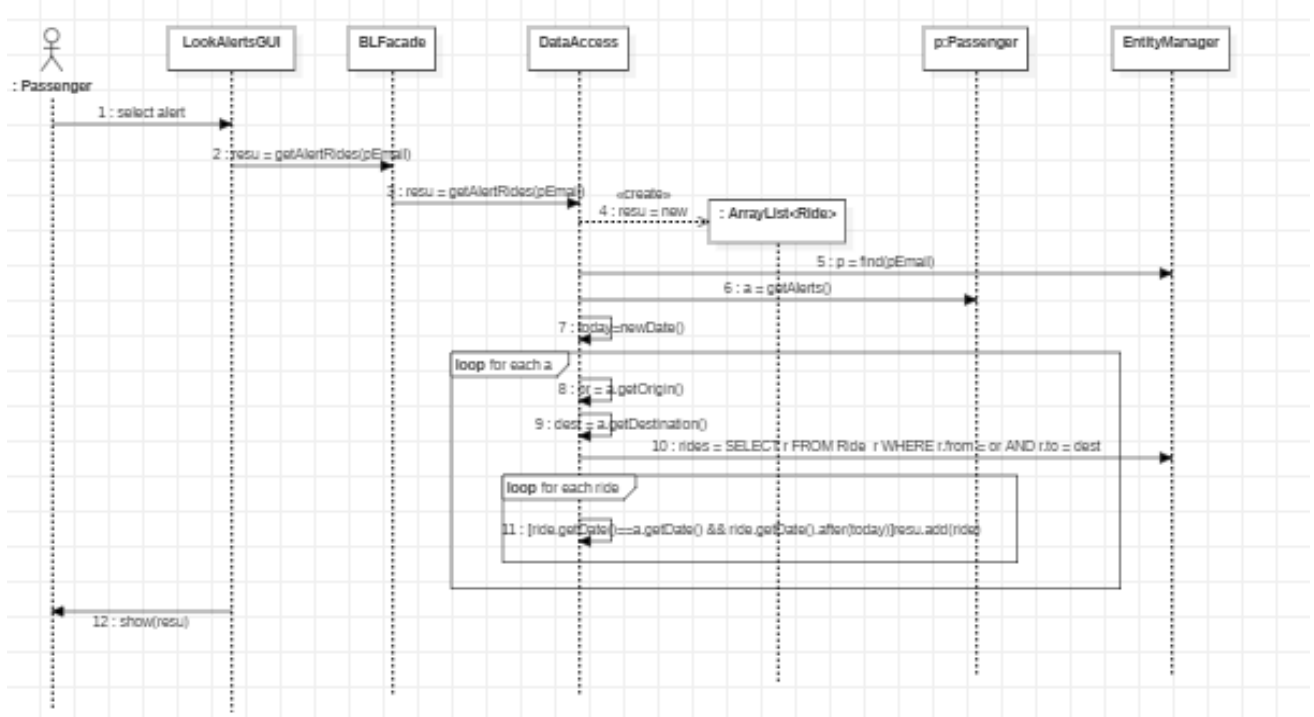 LookAlertsGUI
BLFacade
DataAccess
p:Passenger
EntityManager
: Passenger
1 : select alert
2 : resu = getAlertRides(pEmail)
3 : resu = getAlertRides(pEmail)
«create»
4 : resu = new
: ArrayList<Ride>
5 : p = find(pEmail)
6 : a = getAlerts()
7 : today=newDate()
loop for each a
8 : or = a.getOrigin()
9 : dest = a.getDestination()
10 : rides = SELECT r FROM Ride r WHERE r.from = or AND r.to = dest
loop for each ride
11 : [ride.getDate()==a.getDate() && ride.getDate().after(today)]resu.add(ride)
12 : show(resu)